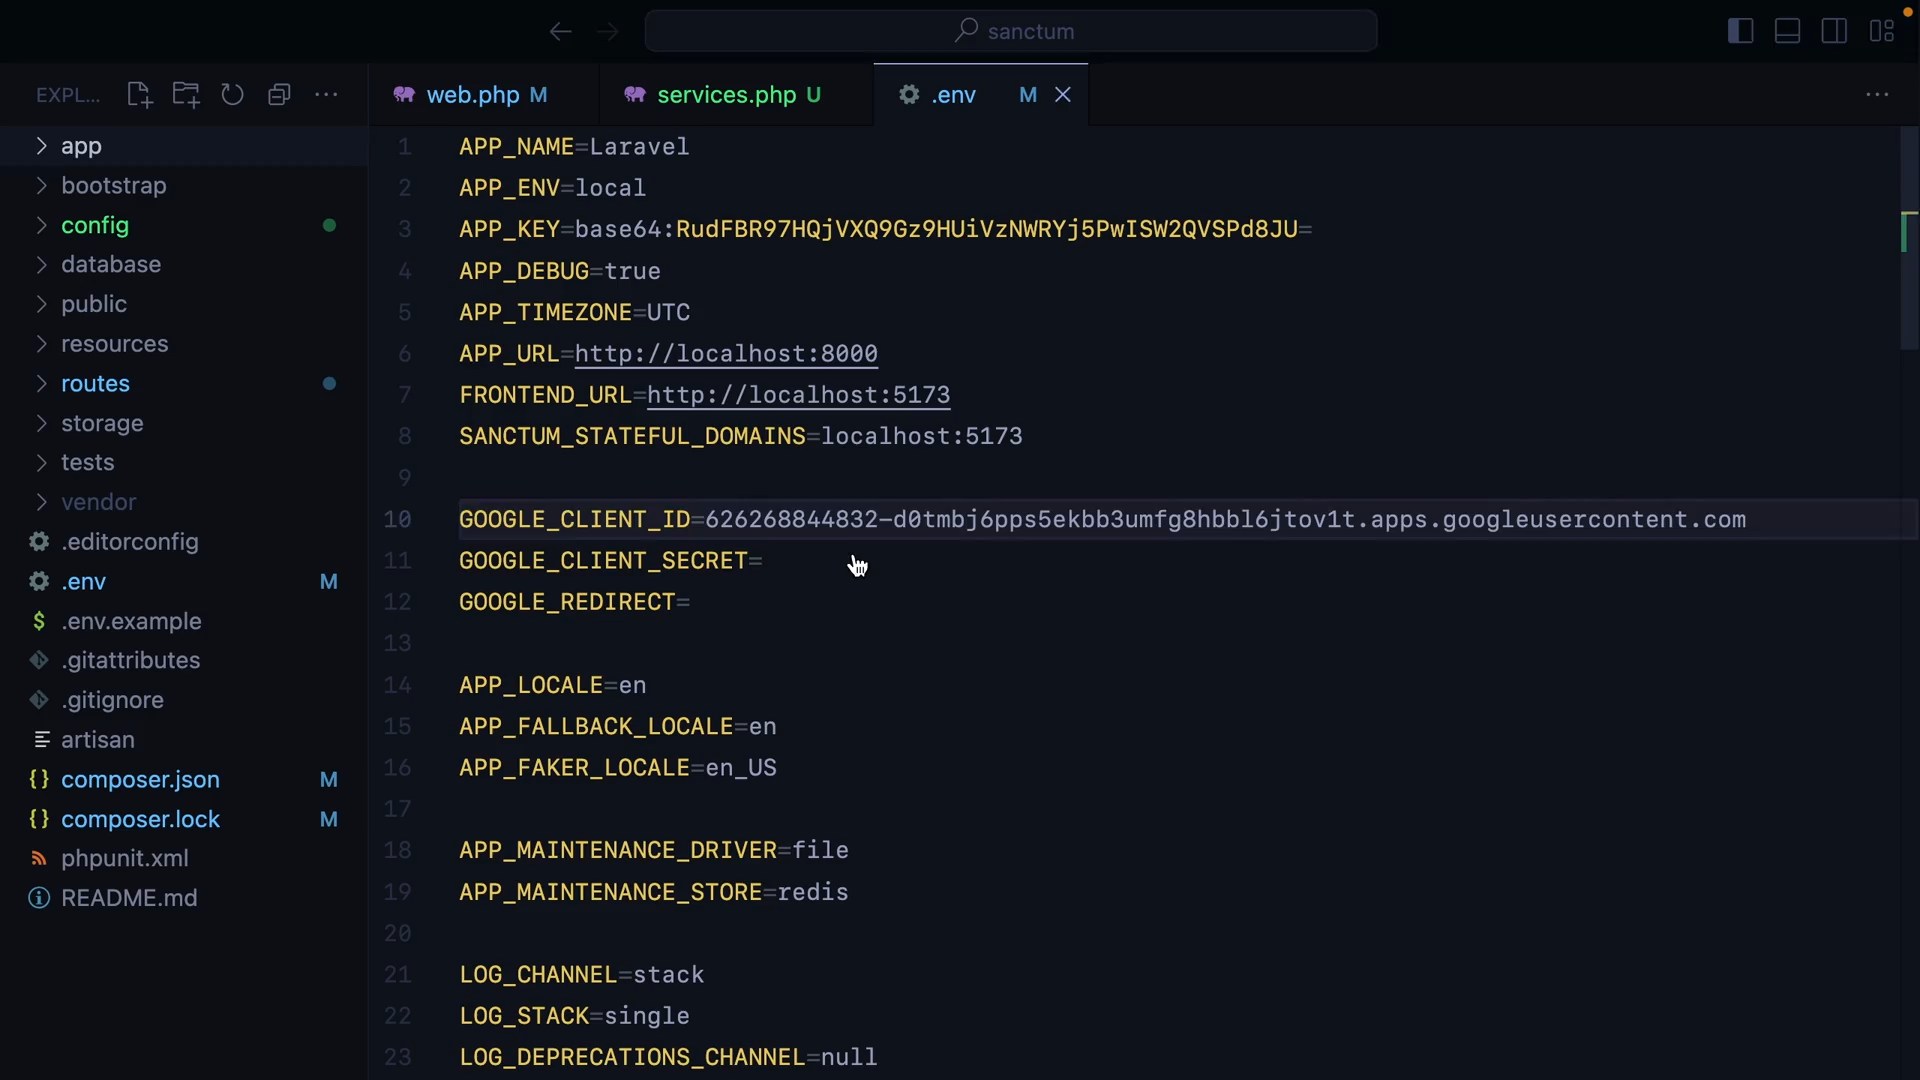 sanctum
EXPL...
web.php M
services.php U
.env M
app
bootstrap
config
database
public
resources
routes
storage
tests
vendor
.editorconfig
.env M
.env.example
.gitattributes
.gitignore
artisan
composer.json M
composer.lock M
phpunit.xml
README.md
1 APP_NAME=Laravel
2 APP_ENV=local
3 APP_KEY=base64:RudFBR97HQjVXQ9Gz9HUiVzNWRYj5PwISW2QVSPd8JU=
4 APP_DEBUG=true
5 APP_TIMEZONE=UTC
6 APP_URL=http://localhost:8000
7 FRONTEND_URL=http://localhost:5173
8 SANCTUM_STATEFUL_DOMAINS=localhost:5173
9
10 GOOGLE_CLIENT_ID=626268844832-d0tmbj6pps5ekbb3umfg8hbbl6jtov1t.apps.googleusercontent.com
11 GOOGLE_CLIENT_SECRET=
12 GOOGLE_REDIRECT=
13
14 APP_LOCALE=en
15 APP_FALLBACK_LOCALE=en
16 APP_FAKER_LOCALE=en_US
17
18 APP_MAINTENANCE_DRIVER=file
19 APP_MAINTENANCE_STORE=redis
20
21 LOG_CHANNEL=stack
22 LOG_STACK=single
23 LOG_DEPRECATIONS_CHANNEL=null